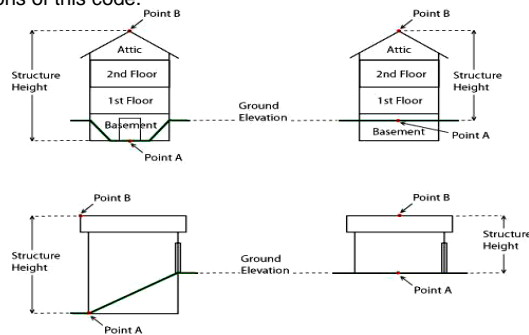 ons of this code.
Point B
Attic
2nd Floor
1st Floor
Basement
Structure
Height
Point A
Ground
Elevation
Point B
Attic
2nd Floor
1st Floor
Basement
Structure
Height
Point A
Point B
Structure
Height
Point A
Ground
Elevation
Point B
Structure
Height
Point A